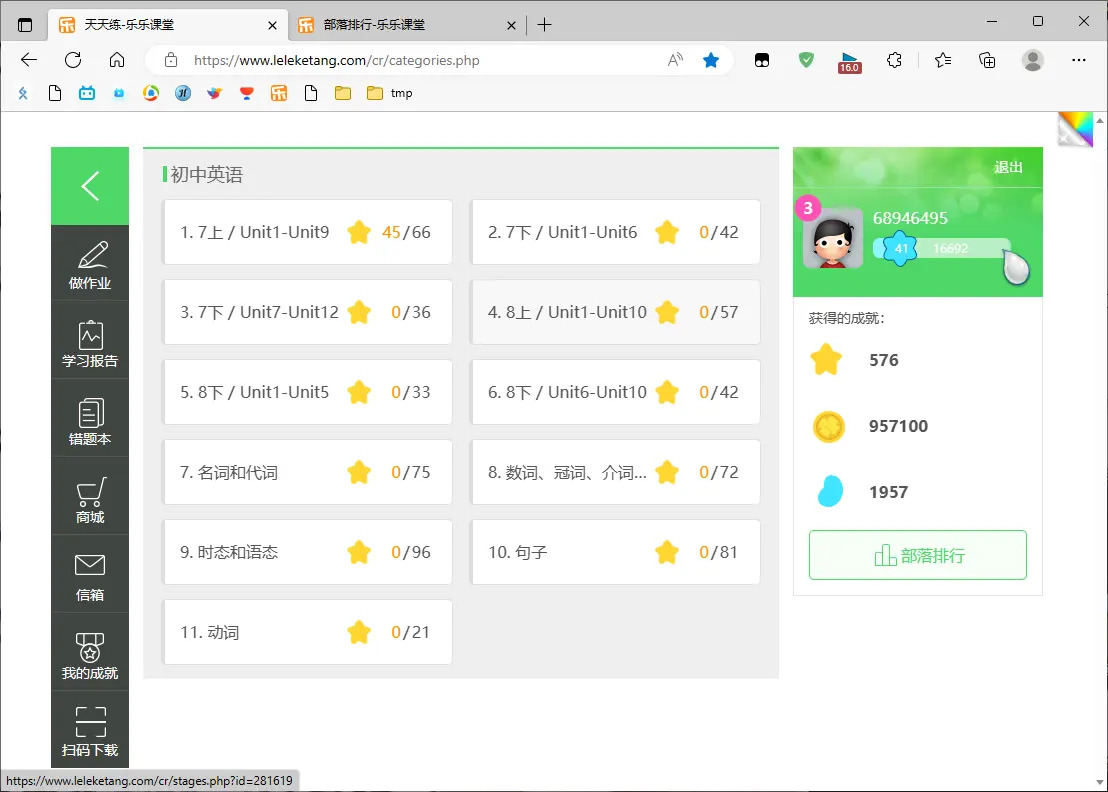 天天练-乐乐课堂
部落排行-乐乐课堂
https://www.leleketang.com/cr/categories.php
16.0
tmp
初中英语
1. 7上 / Unit1-Unit9 45/66
2. 7下 / Unit1-Unit6 0/42
3. 7下 / Unit7-Unit12 0/36
4. 8上 / Unit1-Unit10 0/57
5. 8下 / Unit1-Unit5 0/33
6. 8下 / Unit6-Unit10 0/42
7. 名词和代词 0/75
8. 数词、冠词、介词... 0/72
9. 时态和语态 0/96
10. 句子 0/81
11. 动词 0/21
做作业
学习报告
错题本
商城
信箱
我的成就
扫码下载
退出
3
68946495
41 16692
获得的成就：
576
957100
1957
部落排行
https://www.leleketang.com/cr/stages.php?id=281619